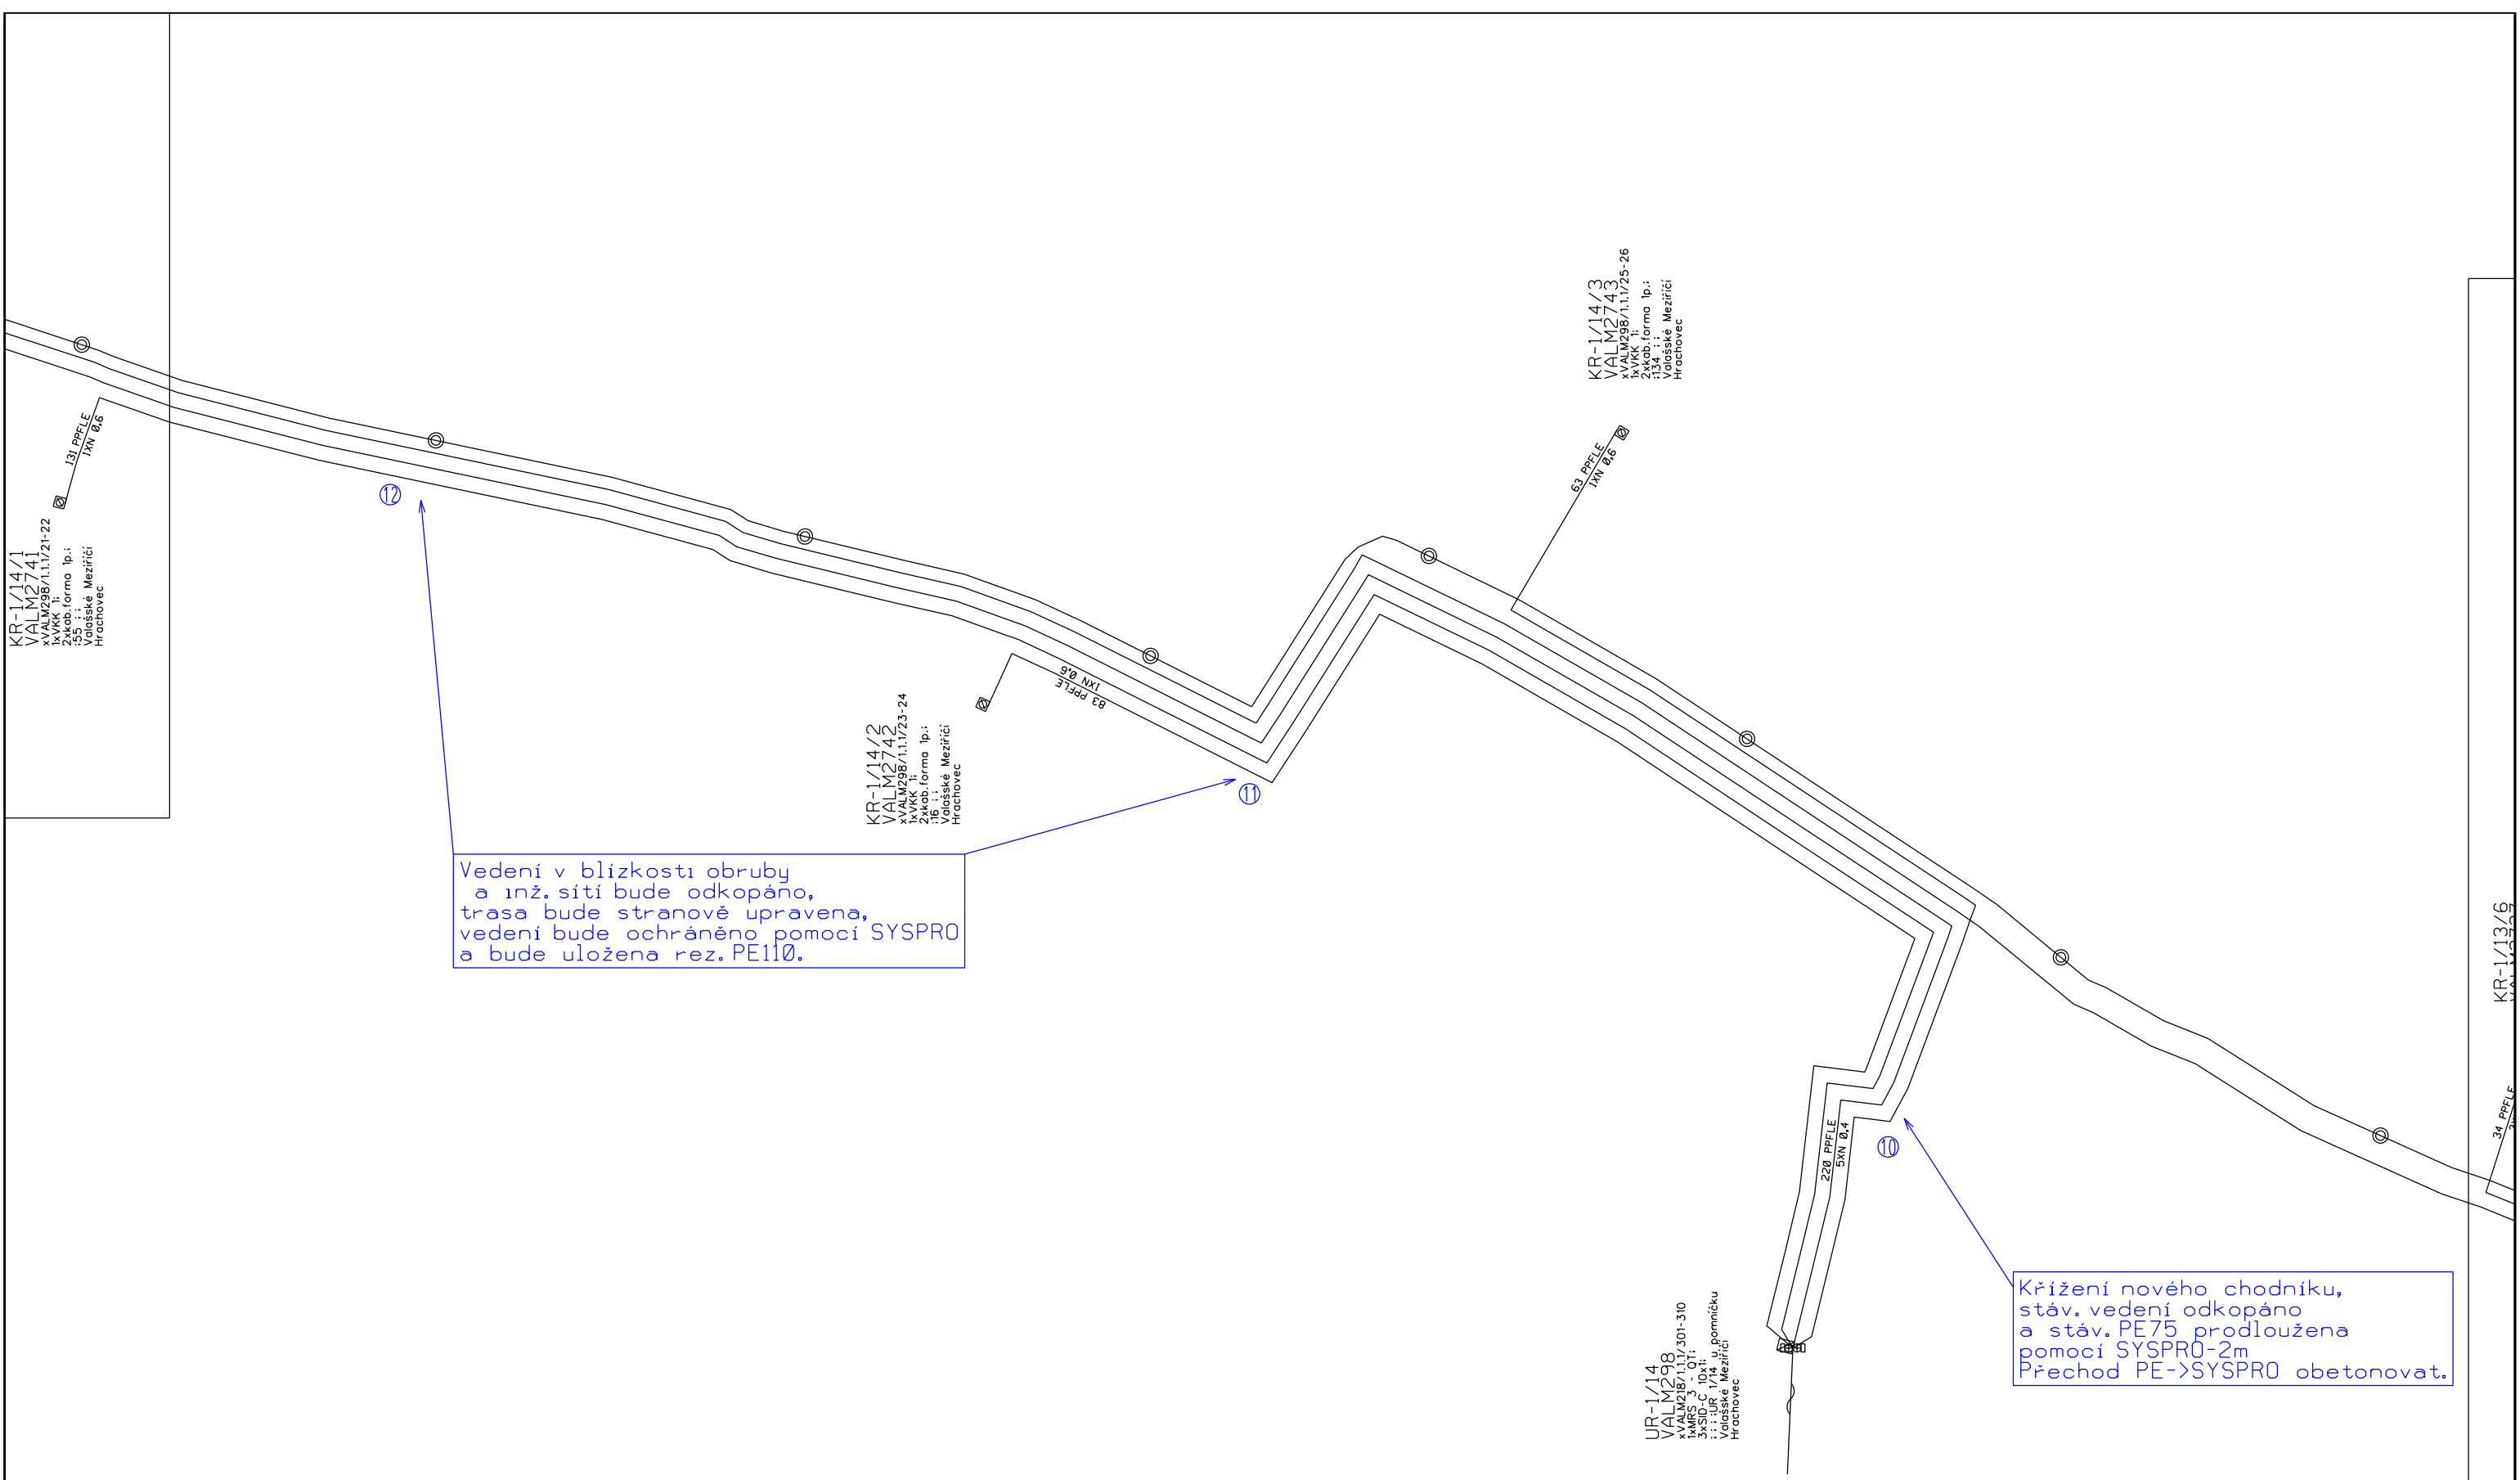 KR-1/14/3
VALM2743
xVALM298/1.1.1/25-26
1xVKK 1;
2xkab.forma 1p.;
;134 ; ;
Valašské Meziříčí
Hrachovec
63 PPFLE
1XN 0.6
131 PPFLE
1XN 0.6
12
KR-1/14/1
VALM2741
xVALM298/1.1.1/21-22
1xVKK 1;
2xkab.forma 1p.;
;55 ; ;
Valašské Meziříčí
Hrachovec
83 PPFLE
1XN 0.6
KR-1/14/2
VALM2742
xVALM298/1.1.1/23-24
1xVKK 1;
2xkab.forma 1p.;
;16 ; ;
Valašské Meziříčí
Hrachovec
11
Vedení v blízkosti obruby
a inž. sítí bude odkopáno,
trasa bude stranově upravena,
vedení bude ochráněno pomocí SYSPRO
a bude uložena rez. PE110.
KR-1/13/6
34 PPFLE
220 PPFLE
5XN 0.4
10
Křížení nového chodníku,
stáv. vedení odkopáno
a stáv. PE75 prodloužena
pomocí SYSPRO-2m
Přechod PE->SYSPRO obetonovat.
UR-1/14
VALM298
xVALM218/1.1.1/301-310
1xMRS 3 - QT;
3xSID-C 10x1;
; ; ;UR 1/14 u pomníčku
Valašské Meziříčí
Hrachovec